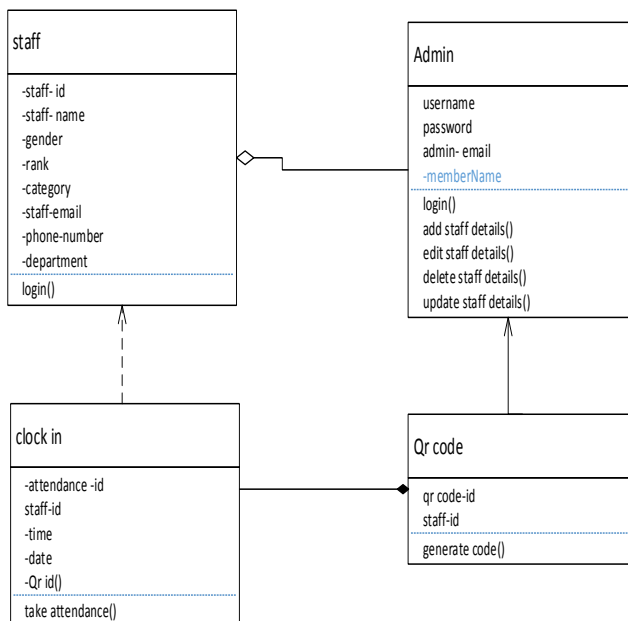 staff
-staff- id
-staff- name
-gender
-rank
-category
-staff-email
-phone-number
-department
login()
Admin
username
password
admin- email
-memberName
login()
add staff details()
edit staff details()
delete staff details()
update staff details()
clock in
-attendance -id
staff-id
-time
-date
-Qr id()
take attendance()
Qr code
qr code-id
staff-id
generate code()